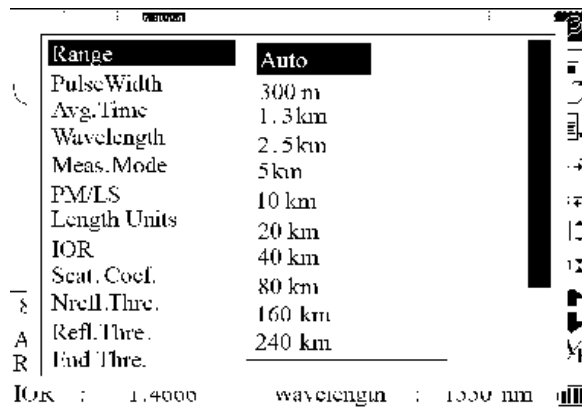 Range
PulseWidth
Avg.Time
Wavelength
Meas.Mode
PM/LS
Length Units
IOR
Scat. Coef.
Nrefl.Thre.
Refl.Thre.
End Thre.
Auto
300 m
1.3km
2.5km
5km
10 km
20 km
40 km
80 km
160 km
240 km
A
R
IOR :
wavelength : 1550 nm